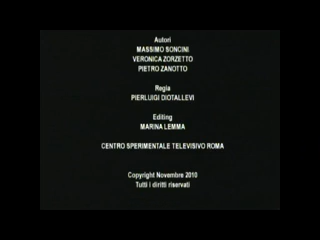 Autori
MASSIMO SONCINI
VERONICA ZORZETTO
PIETRO ZANOTTO
Regia
PIERLUIGI DIOTALLEVI
Editing
MARINA LEMMA
CENTRO SPERIMENTALE TELEVISIVO ROMA
Copyright Novembre 2010
Tutti i diritti riservati